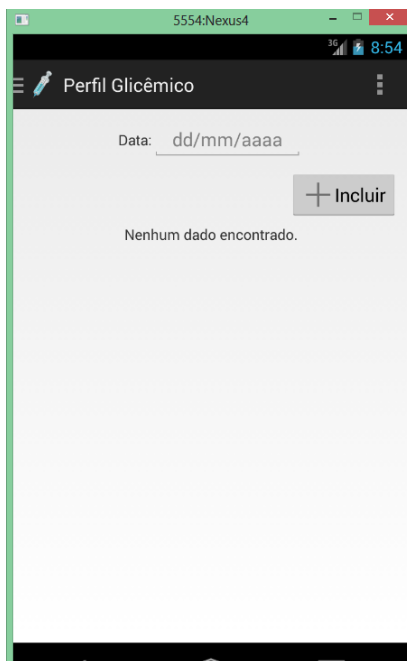 5554:Nexus4
3G 8:54
Perfil Glicêmico
Data: dd/mm/aaaa
Incluir
Nenhum dado encontrado.